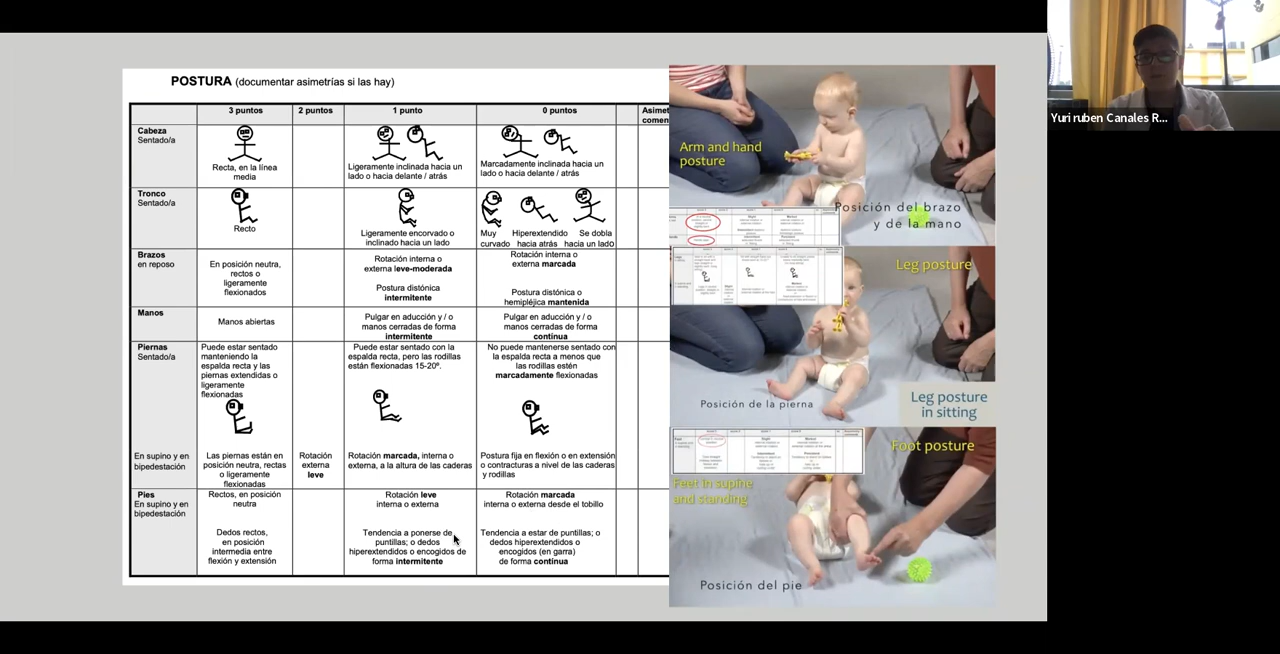 POSTURA (documentar asimetrías si las hay)
3 puntos
2 puntos
1 punto
0 puntos
Cabeza
Sentado/a
Recta, en la línea
media
Ligeramente inclinada hacia un
lado o hacia delante / atrás
Marcadamente inclinada hacia un
lado o hacia delante / atrás
Tronco
Sentado/a
Recto
Ligeramente encorvado o
inclinado hacia un lado
Muy
curvado
Hiperextendido
hacia atrás
Se dobla
hacia un lado
Brazos
en reposo
En posición neutra,
rectos o
ligeramente
flexionados
Rotación interna o
externa leve-moderada
Postura distónica
intermitente
Rotación interna o
externa marcada
Postura distónica o
hemipléjica mantenida
Manos
Manos abiertas
Pulgar en aducción y / o
manos cerradas de forma
intermitente
Pulgar en aducción y / o
manos cerradas de forma
continua
Piernas
Sentado/a
Puede estar sentado
manteniendo la
espalda recta y las
piernas extendidas o
ligeramente
flexionadas
Puede estar sentado con la
espalda recta, pero las rodillas
están flexionadas 15-20º.
No puede mantenerse sentado con
la espalda recta a menos que
las rodillas estén
marcadamente flexionadas
En supino y en
bipedestación
Las piernas están en
posición neutra, rectas
o ligeramente
flexionadas
Rotación
externa
leve
Rotación marcada, interna o
externa, a la altura de caderas
Postura fija en flexión o en extensión
o contracturas a nivel de las caderas
y rodillas
Pies
En supino y en
bipedestación
Rectos, en posición
neutra
Dedos rectos,
en posición
intermedia entre
flexión y extensión
Rotación leve
interna o externa
Tendencia a ponerse de
puntillas; o dedos
hiperextendidos o encogidos de
forma intermitente
Rotación marcada
interna o externa desde el tobillo
Tendencia a estar de puntillas; o
dedos hiperextendidos o
encogidos (en garra)
de forma continua
Arm and hand
posture
Posición del brazo
y de la mano
Leg posture
Posición de la pierna
Leg posture
in sitting
Foot posture
Feet in supine
and standing
Posición del pie
Yuri ruben Canales R...